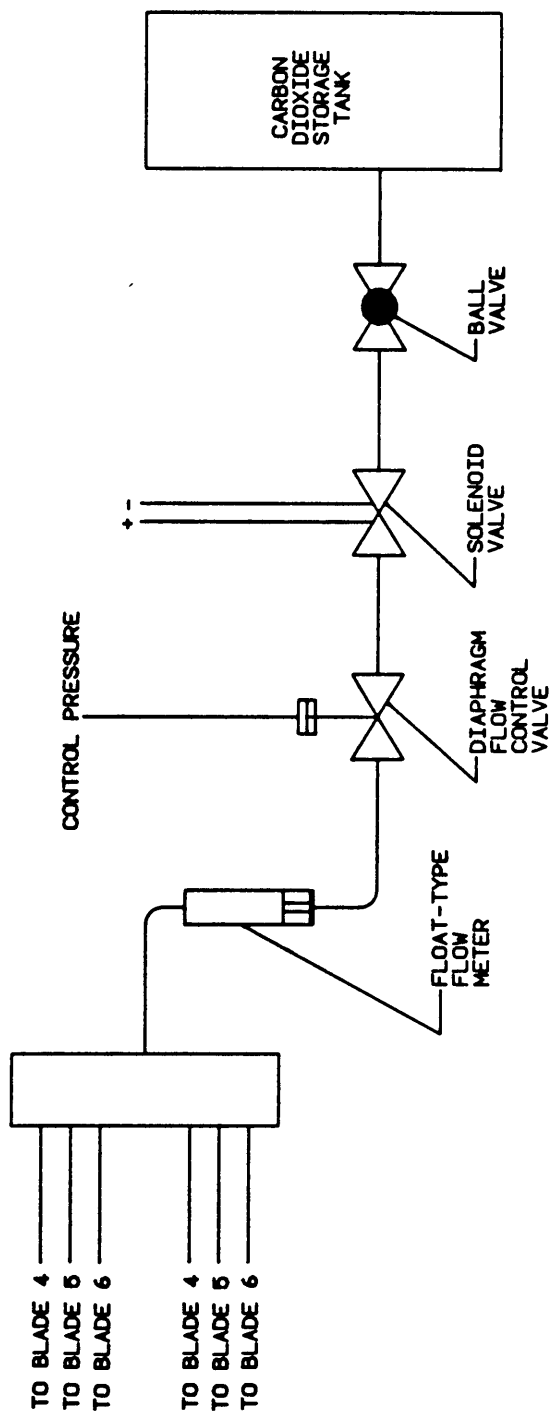 CARBON
DIOXIDE
STORAGE
TANK
BALL
VALVE
+ -
SOLENOID
VALVE
CONTROL PRESSURE
DIAPHRAGM
FLOW
CONTROL
VALVE
FLOAT-TYPE
FLOW
METER
TO BLADE 4
TO BLADE 5
TO BLADE 6
TO BLADE 4
TO BLADE 5
TO BLADE 6